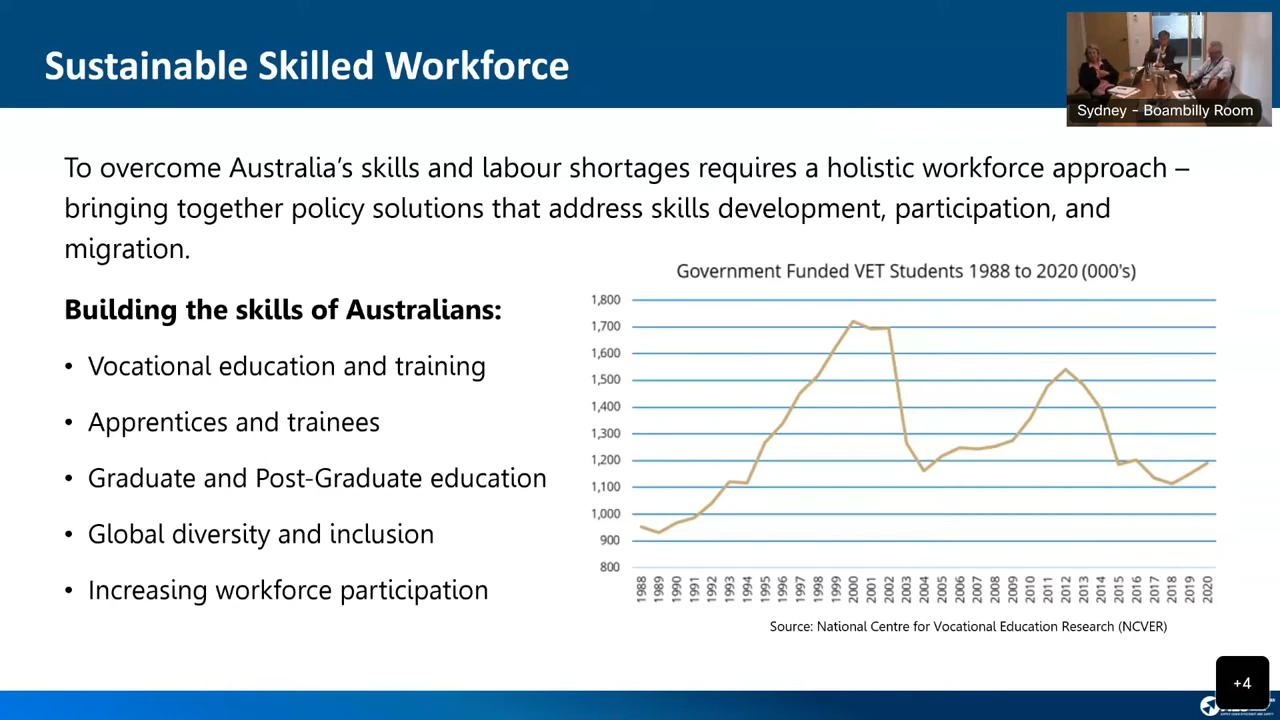 Sustainable Skilled Workforce
Sydney - Boambilly Room
To overcome Australia's skills and labour shortages requires a holistic workforce approach –
bringing together policy solutions that address skills development, participation, and
migration.
Building the skills of Australians:
• Vocational education and training
• Apprentices and trainees
• Graduate and Post-Graduate education
• Global diversity and inclusion
• Increasing workforce participation
Government Funded VET Students 1988 to 2020 (000's)
1,800
1,700
1,600
1,500
1,400
1,300
1,200
1,100
1,000
900
800
1988 1989 1990 1991 1992 1993 1994 1995 1996 1997 1998 1999 2000 2001 2002 2003 2004 2005 2006 2007 2008 2009 2010 2011 2012 2013 2014 2015 2016 2017 2018 2019 2020
Source: National Centre for Vocational Education Research (NCVER)
+4